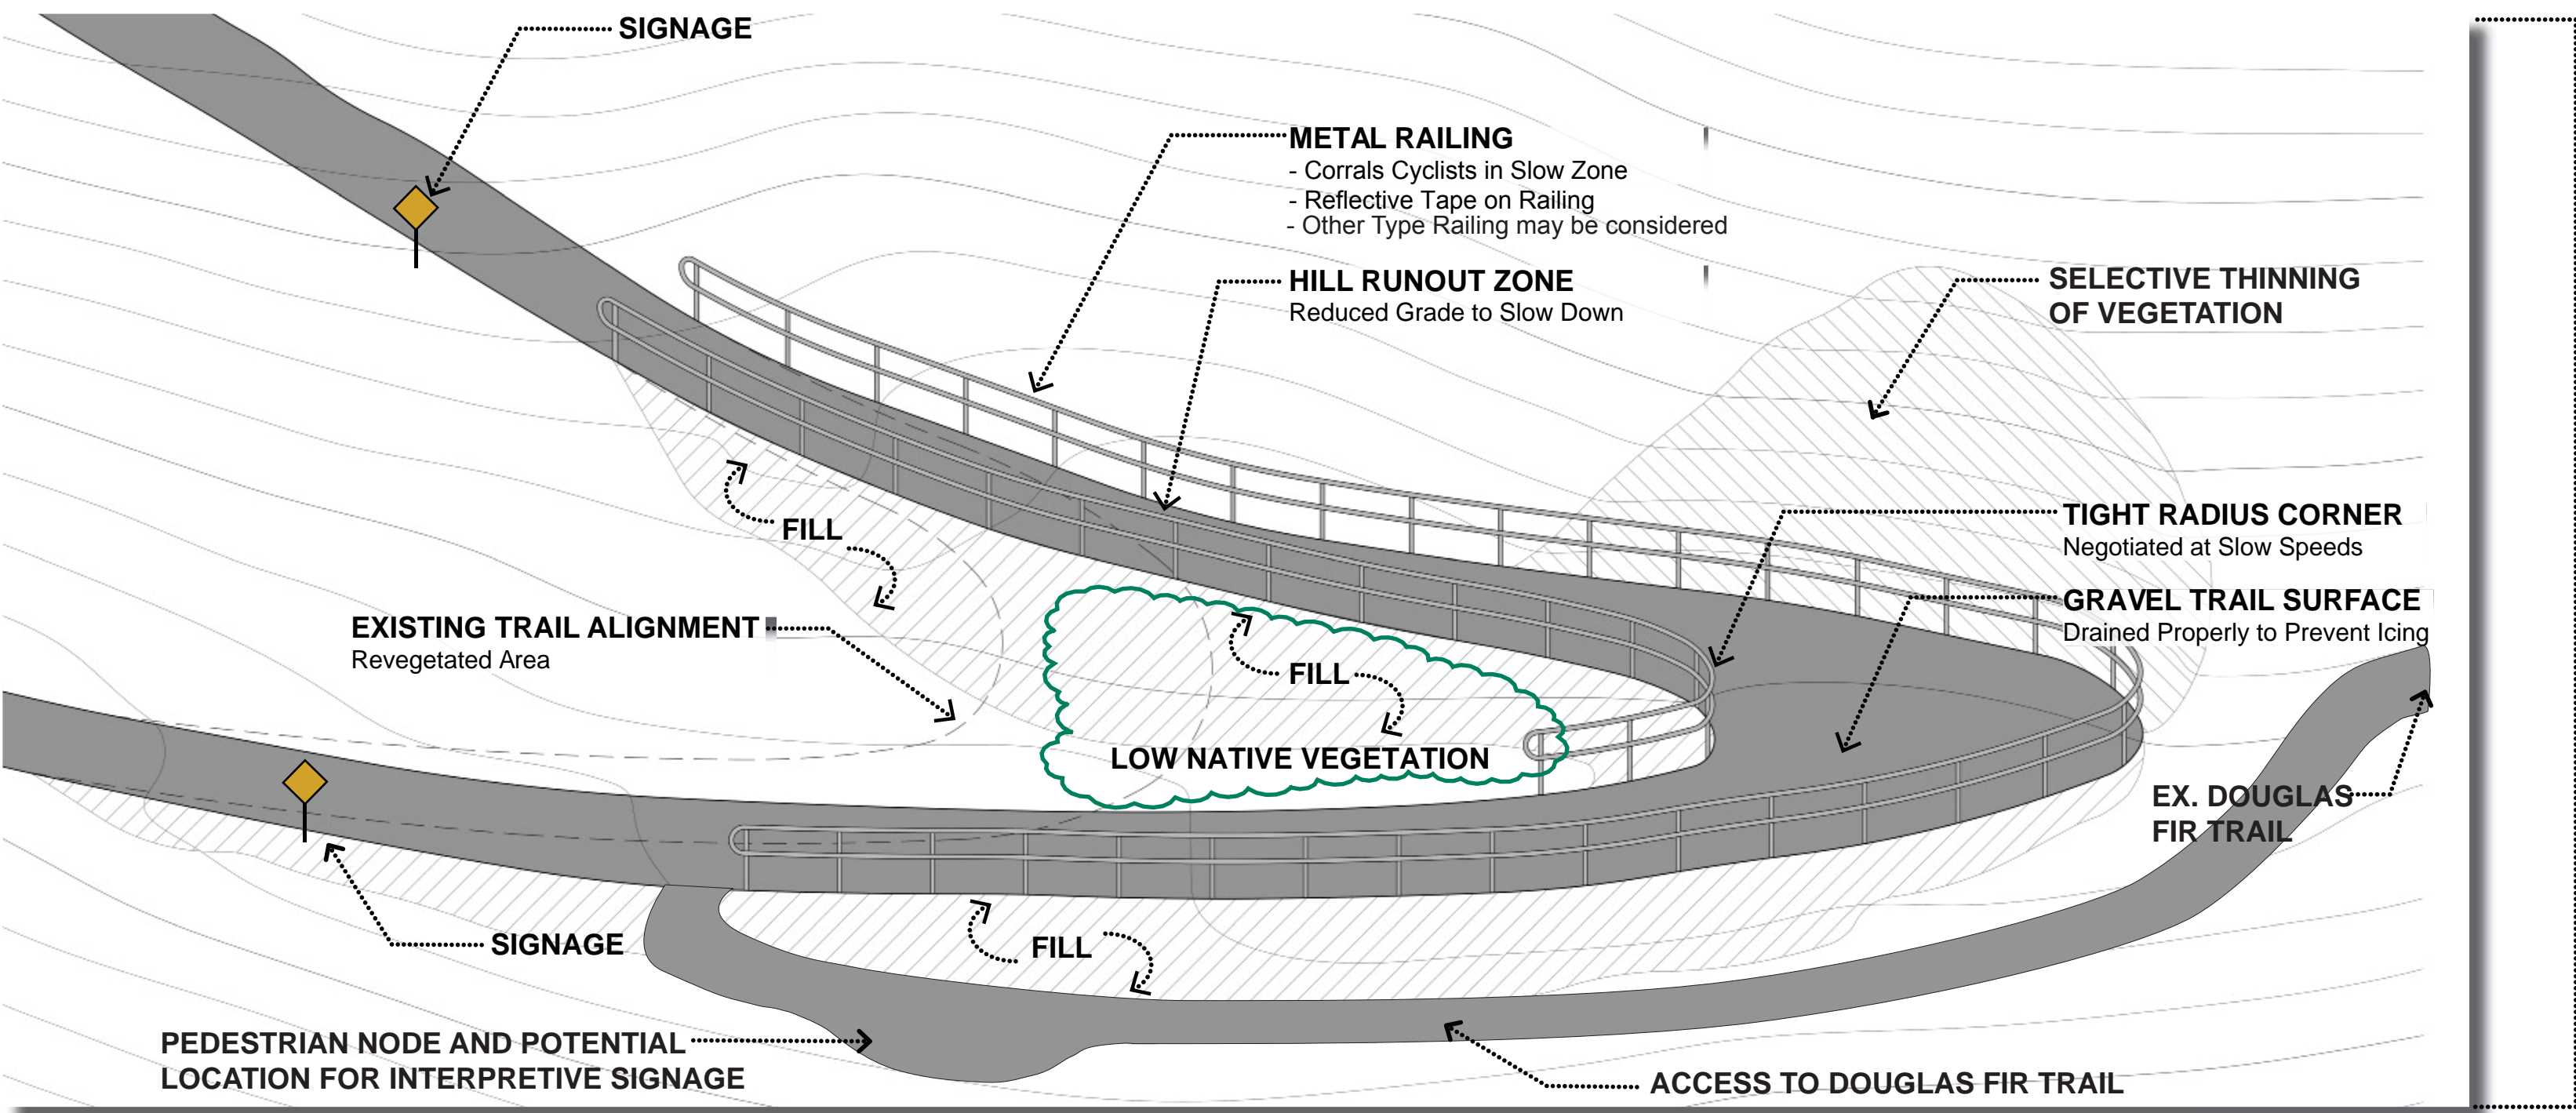 SIGNAGE
METAL RAILING
- Corrals Cyclists in Slow Zone
- Reflective Tape on Railing
- Other Type Railing may be considered
HILL RUNOUT ZONE
Reduced Grade to Slow Down
SELECTIVE THINNING
OF VEGETATION
TIGHT RADIUS CORNER
Negotiated at Slow Speeds
FILL
GRAVEL TRAIL SURFACE
Drained Properly to Prevent Icing
EXISTING TRAIL ALIGNMENT
Revegetated Area
FILL
LOW NATIVE VEGETATION
EX. DOUGLAS
FIR TRAIL
SIGNAGE
FILL
PEDESTRIAN NODE AND POTENTIAL
LOCATION FOR INTERPRETIVE SIGNAGE
ACCESS TO DOUGLAS FIR TRAIL